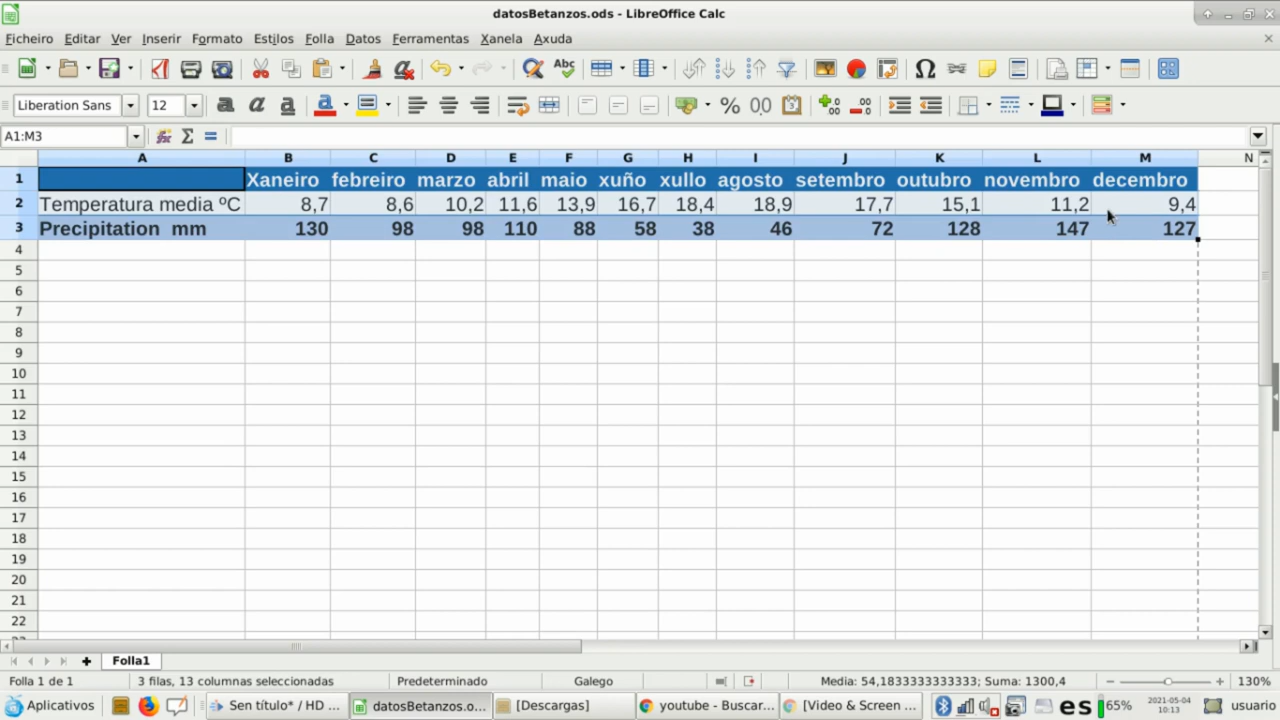 datosBetanzos.ods - LibreOffice Calc
Ficheiro Editar Ver Inserir Formato Estilos Folla Datos Ferramentas Xanela Axuda
Liberation Sans 12
A1:M3
A B C D E F G H I J K L M N
1 Xaneiro febreiro marzo abril maio xuño xullo agosto setembro outubro novembro decembro
2 Temperatura media ºC 8,7 8,6 10,2 11,6 13,9 16,7 18,4 18,9 17,7 15,1 11,2 9,4
3 Precipitation mm 130 98 98 110 88 58 38 46 72 128 147 127
4
5
6
7
8
9
10
11
12
13
14
15
16
17
18
19
20
21
22
Folla1
Folla 1 de 1 3 filas, 13 columnas seleccionadas Predeterminado Galego Media: 54,1833333333333; Suma: 1300,4 130%
Aplicativos Sen título* / HD ... datosBetanzos.o... [Descargas] youtube - Buscar... [Video & Screen ... es 65% 2021-05-04 usuario
10:13